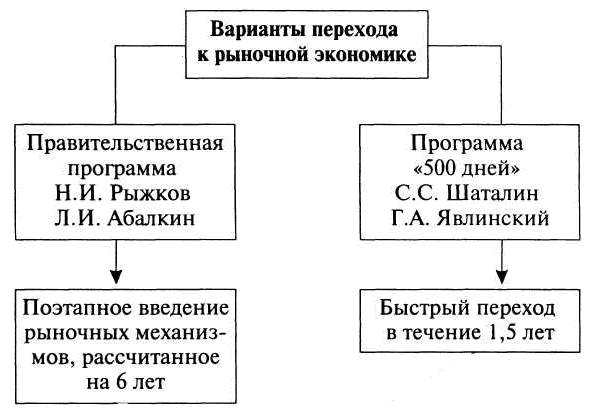 Варианты перехода
к рыночной экономике
Правительственная
программа
Н.И. Рыжков
Л.И. Абалкин
Программа
«500 дней»
С.С. Шаталин
Г.А. Явлинский
Поэтапное введение
рыночных механиз-
мов, рассчитанное
на 6 лет
Быстрый переход
в течение 1,5 лет